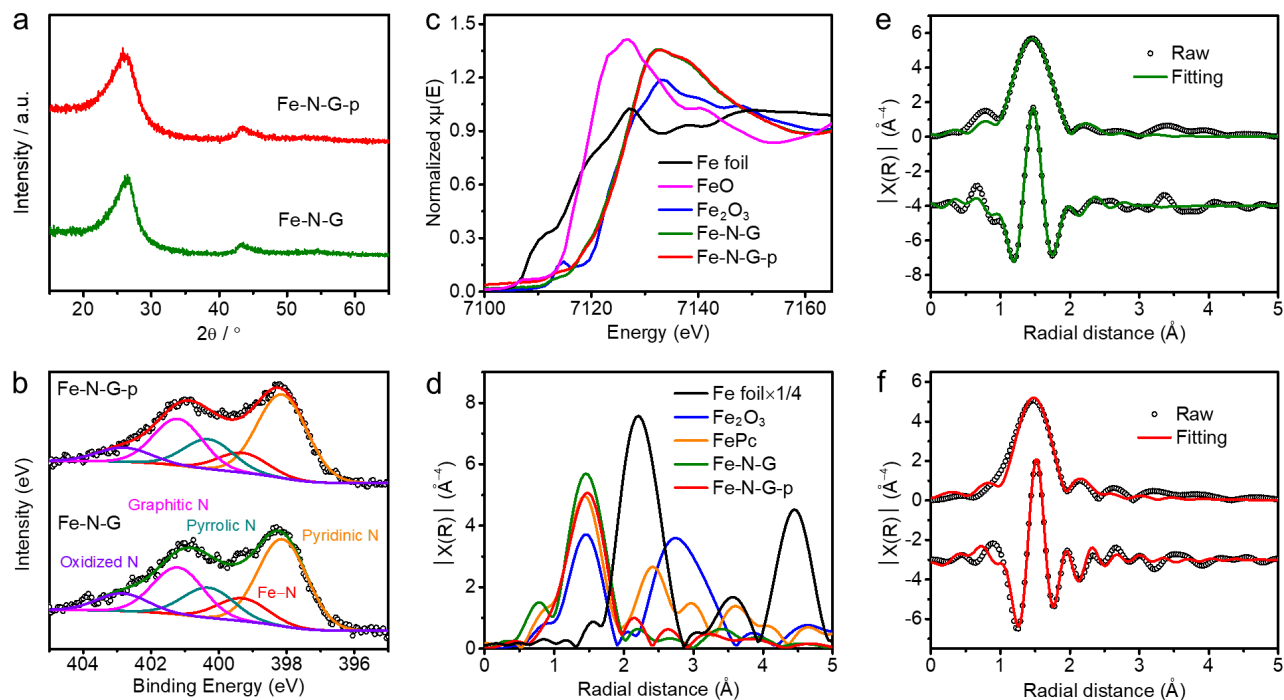 a
Intensity / a.u.
Fe-N-G-p
Fe-N-G
20 30 40 50 60
2θ / °
b
Intensity (eV)
Fe-N-G-p
Graphitic N
Fe-N-G
Pyrrolic N
Pyridinic N
Oxidized N
Fe–N
404 402 400 398 396
Binding Energy (eV)
c
Normalized xμ(E)
1.5
1.2
0.9
0.6
0.3
0.0
Fe foil
FeO
Fe₂O₃
Fe-N-G
Fe-N-G-p
7100 7120 7140 7160
Energy (eV)
d
|X(R)| (Å⁻⁴)
8
6
4
2
0
Fe foil×1/4
Fe₂O₃
FePc
Fe-N-G
Fe-N-G-p
0 1 2 3 4 5
Radial distance (Å)
e
|X(R)| (Å⁻⁴)
6
4
2
0
-2
-4
-6
-8
Raw
Fitting
0 1 2 3 4 5
Radial distance (Å)
f
|X(R)| (Å⁻⁴)
6
4
2
0
-2
-4
-6
Raw
Fitting
0 1 2 3 4 5
Radial distance (Å)